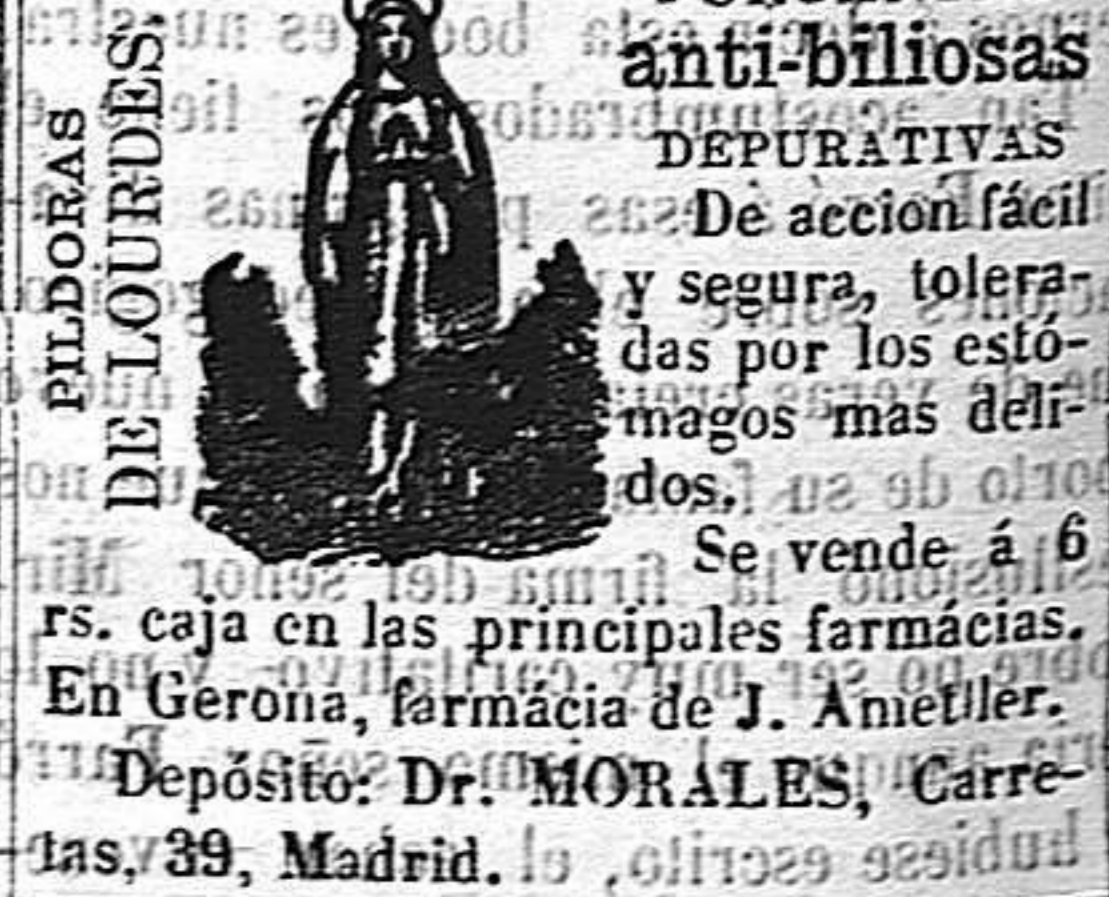 PILDORAS
DE LOURDES.
anti-biliosas
DEPURATIVAS
De accion fácil
y segura, tolera-
das por los estó-
magos mas deli-
dos.
Se vende á 6
rs. caja en las principales farmácias.
En Gerona, farmácia de J. Ametller.
Depósito: Dr. MORALES, Carre-
tas, 39, Madrid.